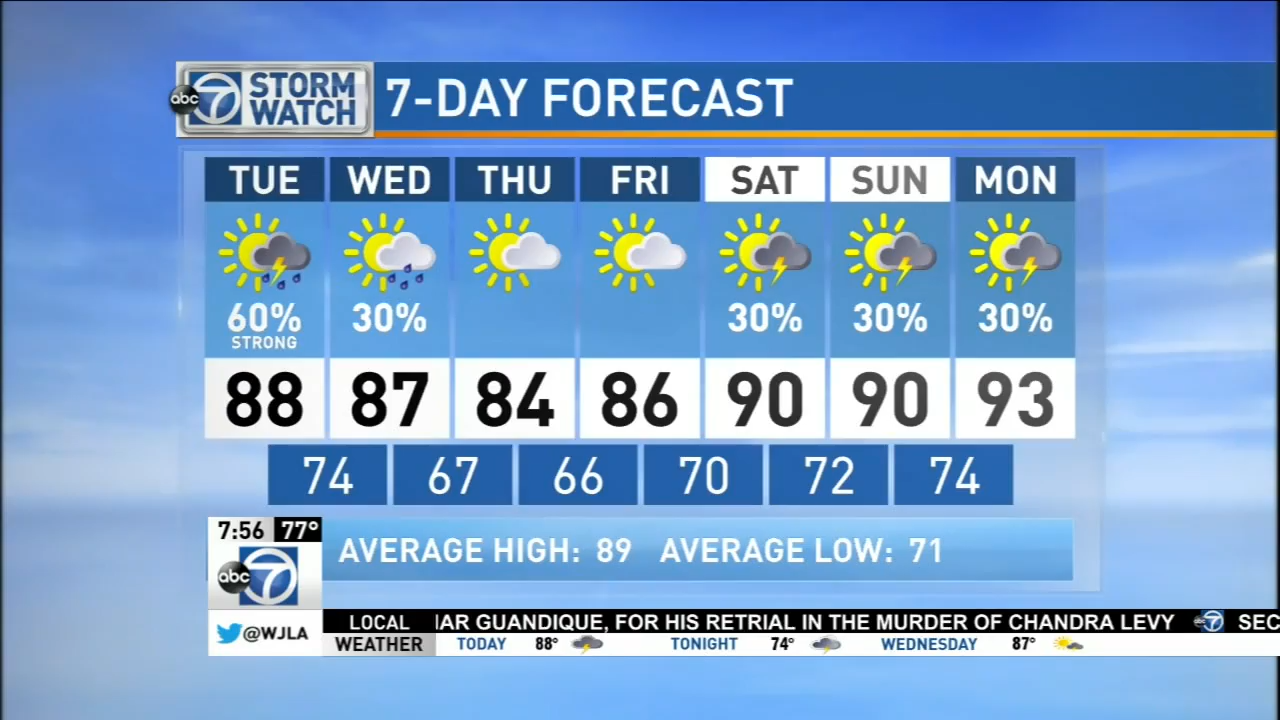 abc 7 STORM WATCH
7-DAY FORECAST
TUE WED THU FRI SAT SUN MON
60% 30% 30% 30% 30%
STRONG
88 87 84 86 90 90 93
74 67 66 70 72 74
7:56 77°
abc 7
AVERAGE HIGH: 89 AVERAGE LOW: 71
@WJLA
LOCAL IAR GUANDIQUE, FOR HIS RETRIAL IN THE MURDER OF CHANDRA LEVY abc 7 SEC
WEATHER TODAY 88° TONIGHT 74° WEDNESDAY 87°